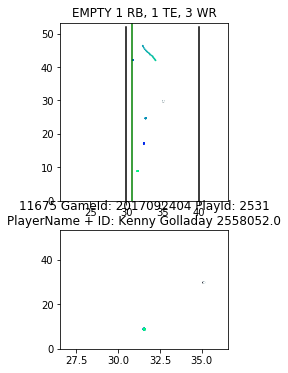 EMPTY 1 RB, 1 TE, 3 WR
50
40
30
20
10
0
25 30 35 40
11675 GameId: 2017092404 PlayId: 2531
PlayerName + ID: Kenny Golladay 2558052.0
40
20
0
27.5 30.0 32.5 35.0